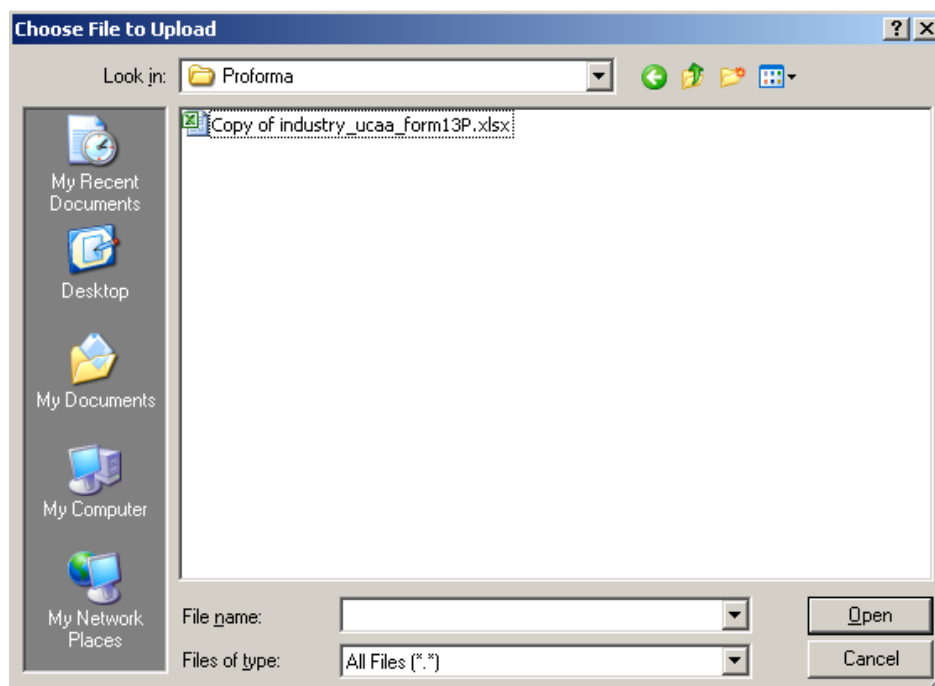 Choose File to Upload
Look in:
Proforma
Copy of industry_ucaa_form13P.xlsx
My Recent
Documents
Desktop
My Documents
My Computer
My Network
Places
File name:
Open
Files of type:
All Files (*.*)
Cancel